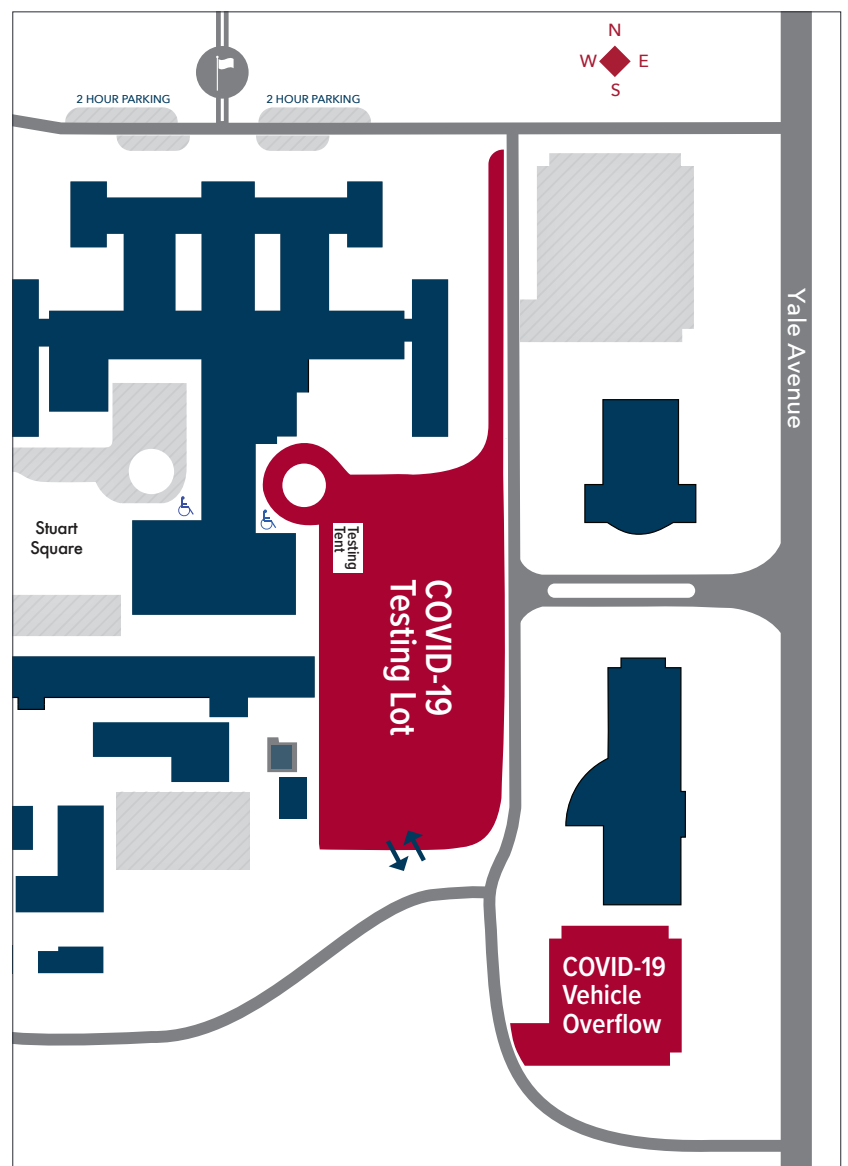 N
W E
S
2 HOUR PARKING
2 HOUR PARKING
Yale Avenue
Stuart
Square
Testing
Tent
COVID-19
Testing Lot
COVID-19
Vehicle
Overflow